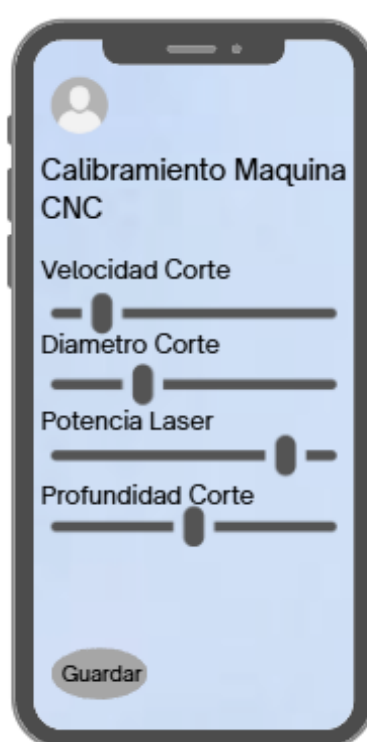 Calibramiento Maquina
CNC
Velocidad Corte
Diametro Corte
Potencia Laser
Profundidad Corte
Guardar